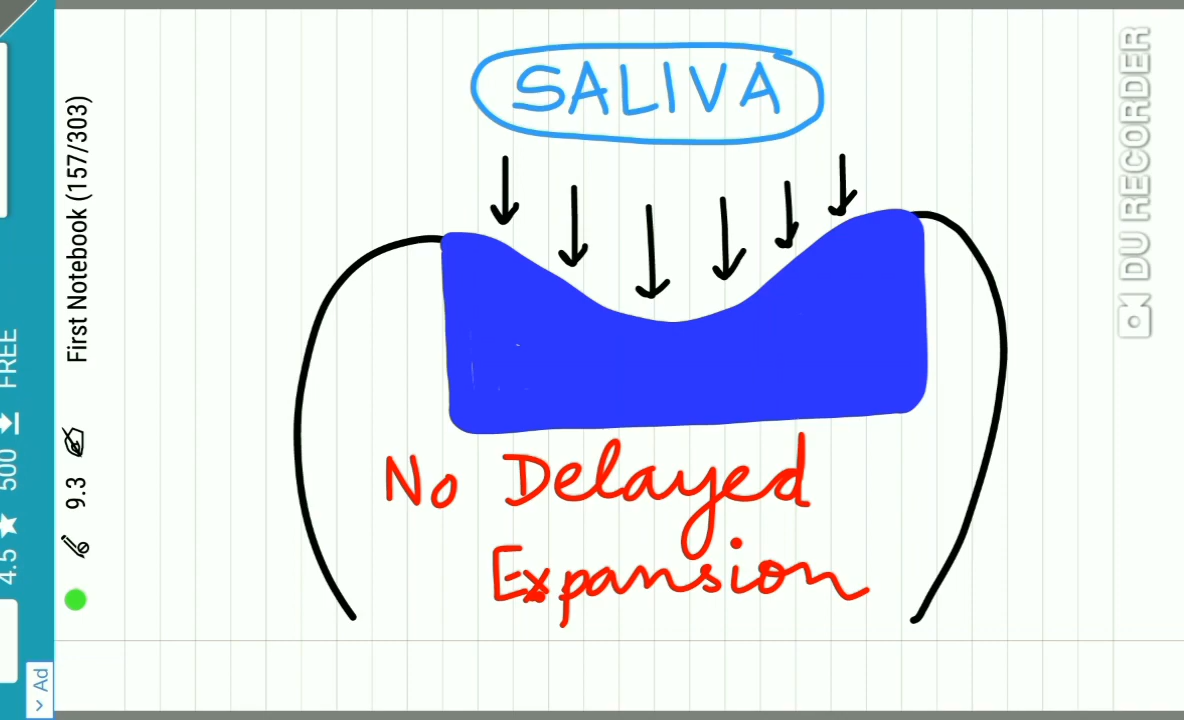 SALIVA
No Delayed
Expansion
First Notebook (157/303)
9.3
4.5 ★ 500 FREE
Ad
DU RECORDER